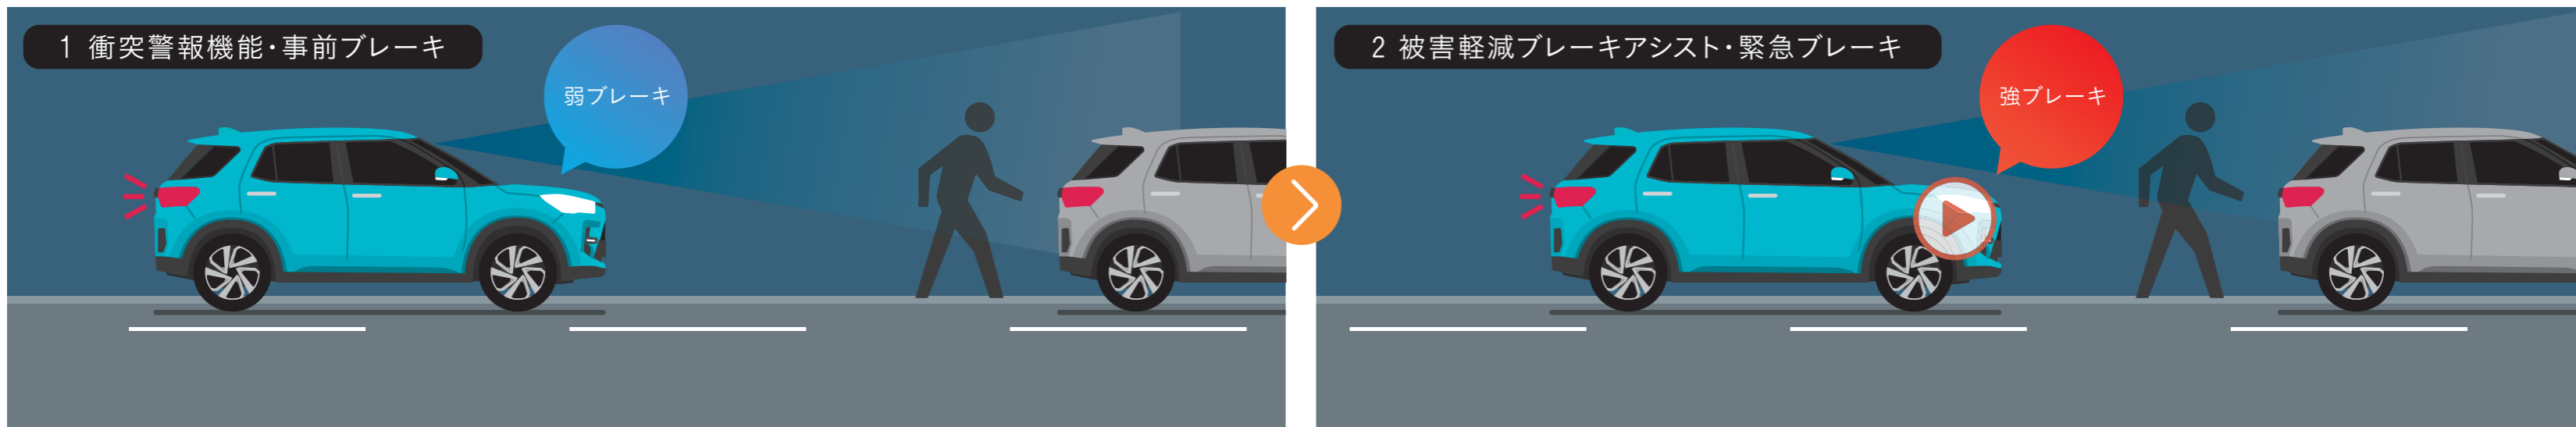 1 衝突警報機能・事前ブレーキ
弱ブレーキ
2 被害軽減ブレーキアシスト・緊急ブレーキ
強ブレーキ